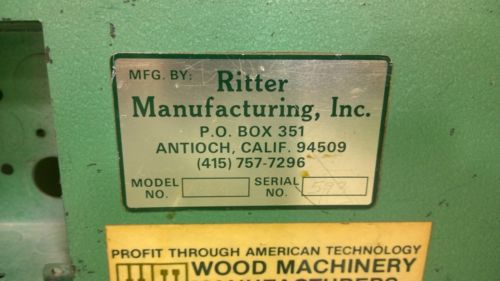 MFG. BY: Ritter
Manufacturing, Inc.
P.O. BOX 351
ANTIOCH, CALIF. 94509
(415) 757-7296
MODEL NO. SERIAL NO.
PROFIT THROUGH AMERICAN TECHNOLOGY
WOOD MACHINERY